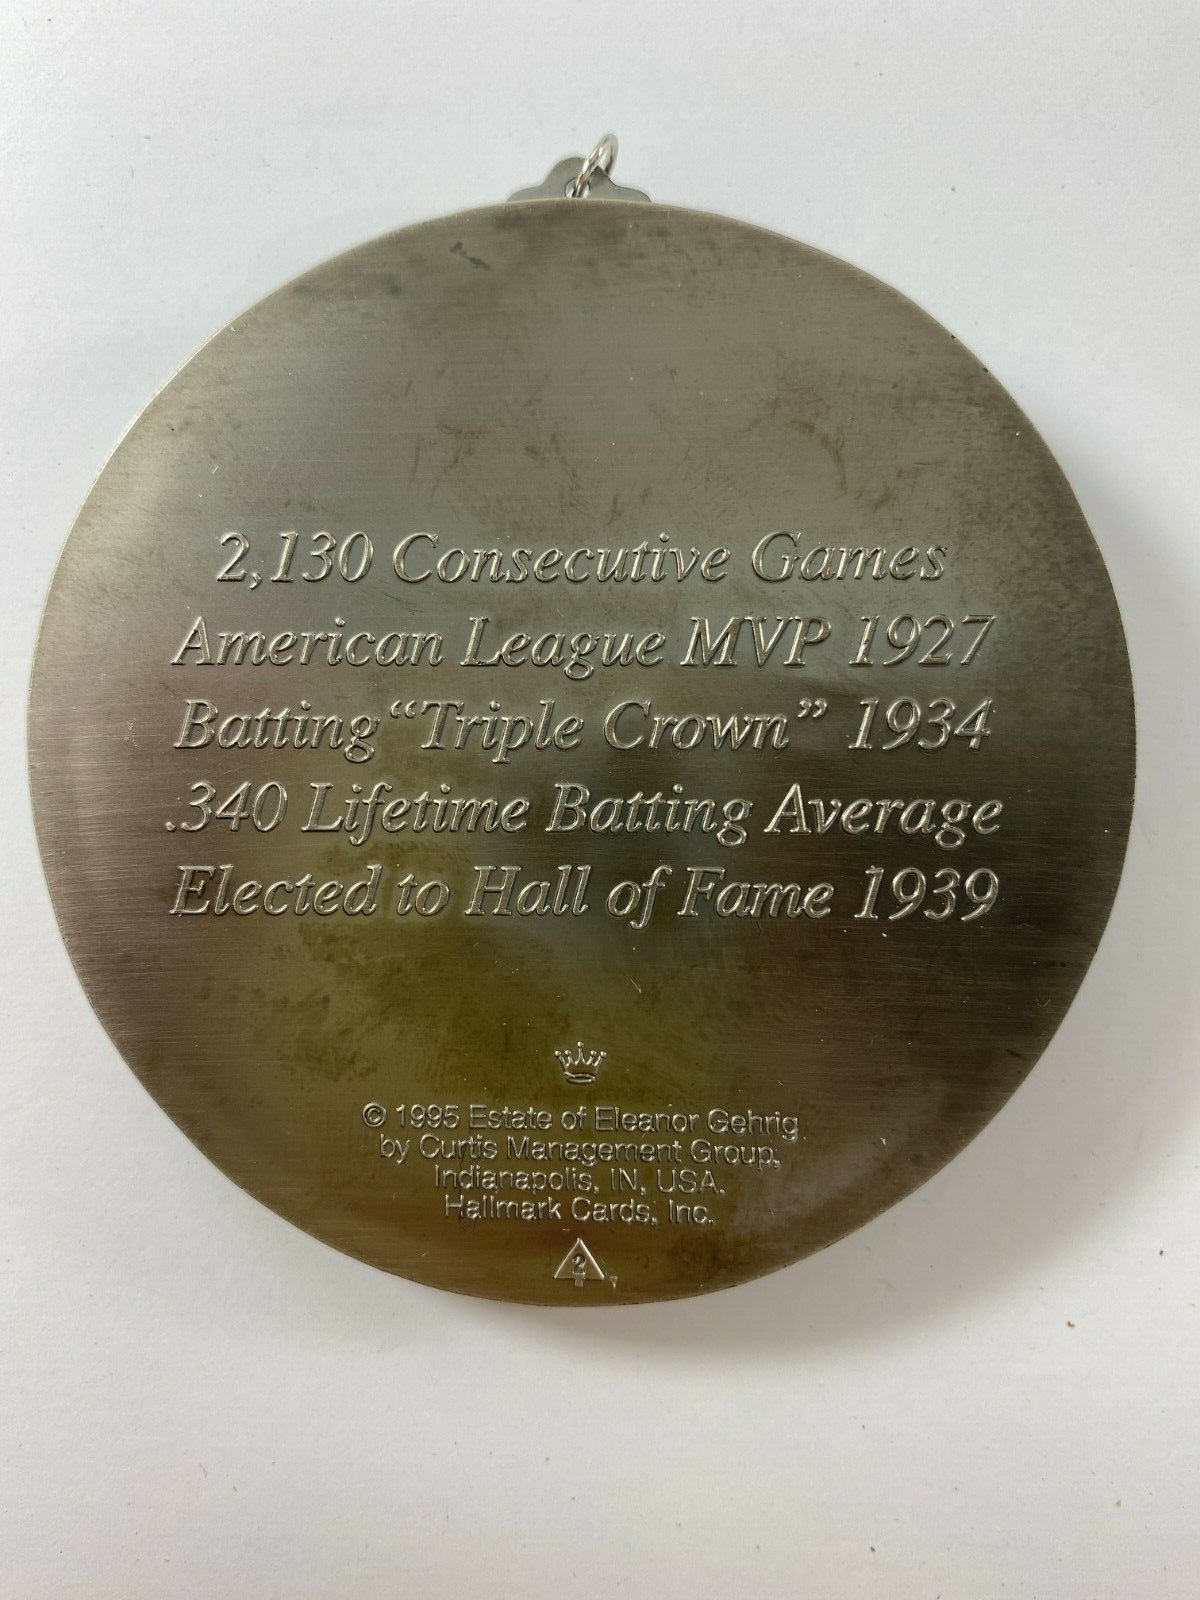 2,130 Consecutive Games
American League MVP 1927
Batting “Triple Crown” 1934
.340 Lifetime Batting Average
Elected to Hall of Fame 1939
© 1995 Estate of Eleanor Gehrig
by Curtis Management Group,
Indianapolis, IN, USA.
Hallmark Cards, Inc.
2